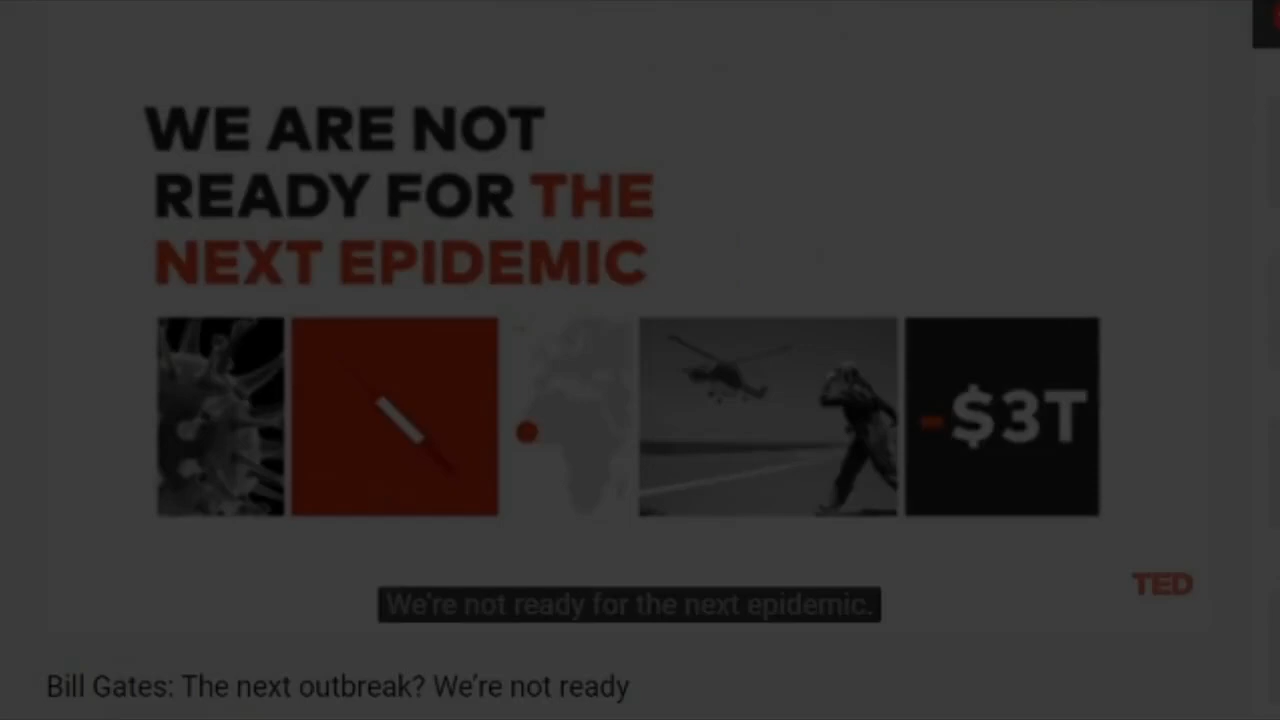 WE ARE NOT
READY FOR THE
NEXT EPIDEMIC
-$3T
TED
We're not ready for the next epidemic.
Bill Gates: The next outbreak? We're not ready